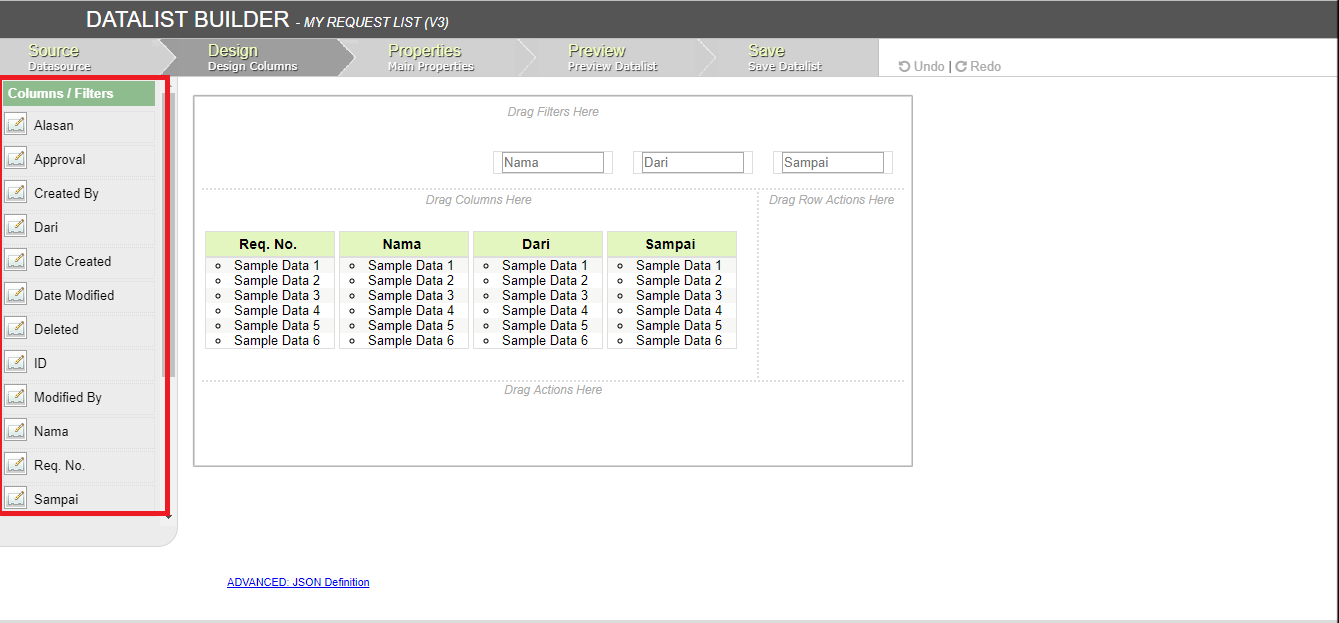 DATALIST BUILDER - MY REQUEST LIST (V3)
Source
Datasource
Design
Design Columns
Properties
Main Properties
Preview
Preview Datalist
Save
Save Datalist
Undo | Redo
Columns / Filters
Alasan
Approval
Created By
Dari
Date Created
Date Modified
Deleted
ID
Modified By
Nama
Req. No.
Sampai
Drag Filters Here
Nama Dari Sampai
Drag Columns Here
Drag Row Actions Here
Req. No. Nama Dari Sampai
Sample Data 1 Sample Data 1 Sample Data 1 Sample Data 1
Sample Data 2 Sample Data 2 Sample Data 2 Sample Data 2
Sample Data 3 Sample Data 3 Sample Data 3 Sample Data 3
Sample Data 4 Sample Data 4 Sample Data 4 Sample Data 4
Sample Data 5 Sample Data 5 Sample Data 5 Sample Data 5
Sample Data 6 Sample Data 6 Sample Data 6 Sample Data 6
Drag Actions Here
ADVANCED: JSON Definition